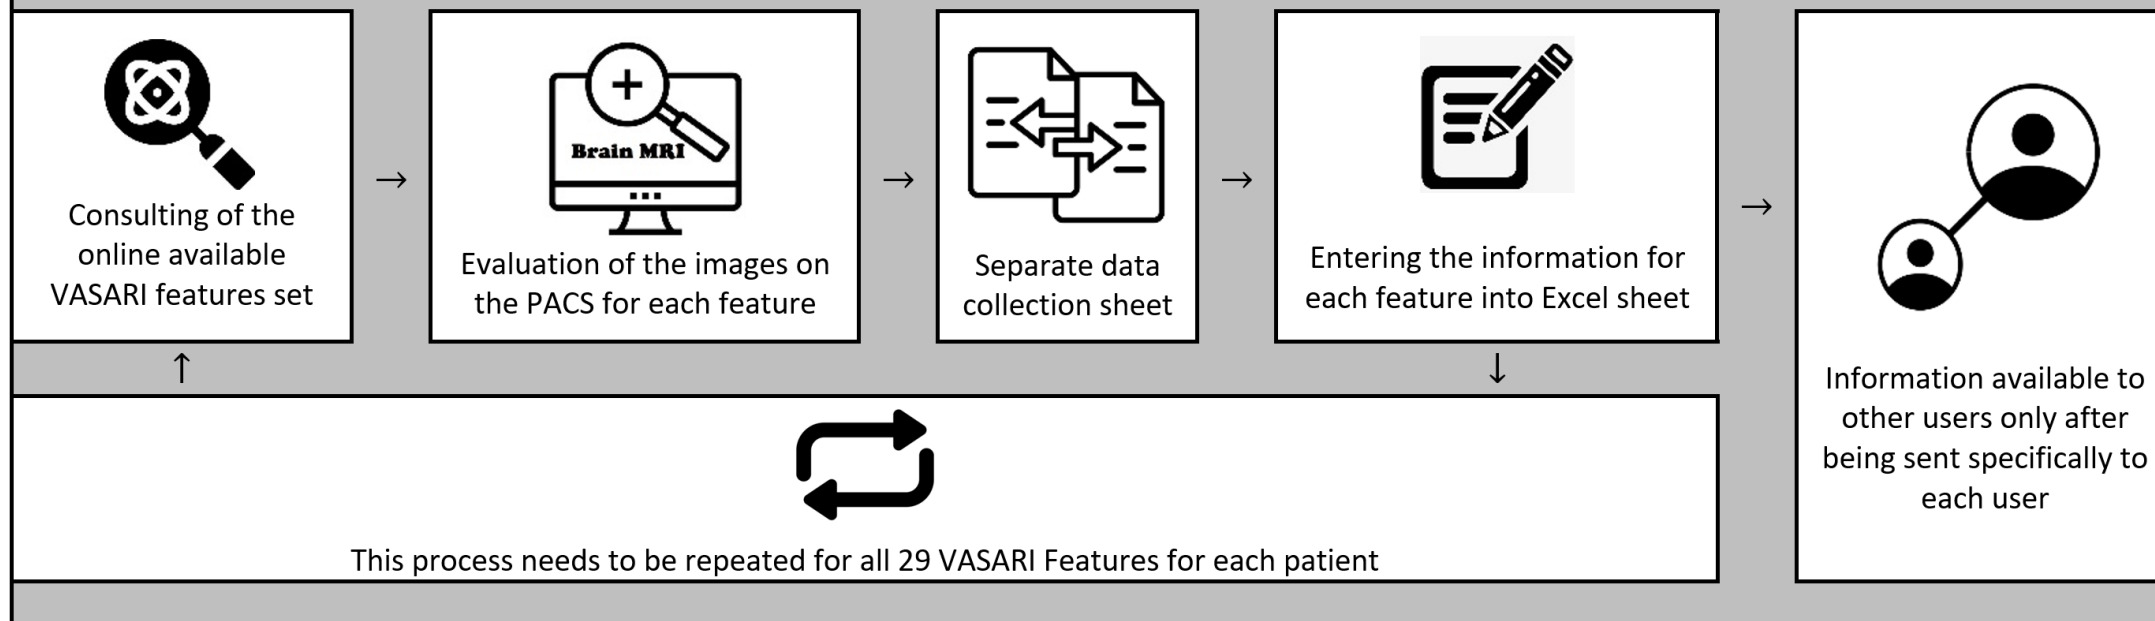 Consulting of the
online available
VASARI features set
→
Brain MRI
Evaluation of the images on
the PACS for each feature
→
Separate data
collection sheet
→
Entering the information for
each feature into Excel sheet
→
Information available to
other users only after
being sent specifically to
each user
↑
↓
This process needs to be repeated for all 29 VASARI Features for each patient